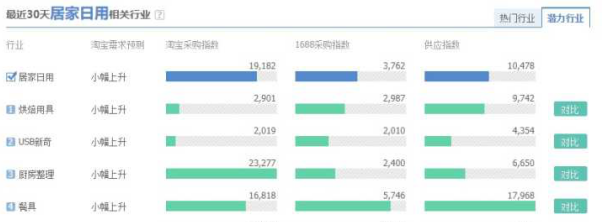 最近30天居家日用相关行业 ?
热门行业 潜力行业
行业 淘宝需求预测 淘宝采购指数 1688采购指数 供应指数
居家日用 小幅上升 19,182 3,762 10,478
1 烘焙用具 小幅上升 2,901 2,987 9,742 对比
2 USB新奇 小幅上升 2,019 2,010 4,354 对比
3 厨房整理 小幅上升 23,277 2,400 6,650 对比
4 餐具 小幅上升 16,818 5,746 17,968 对比